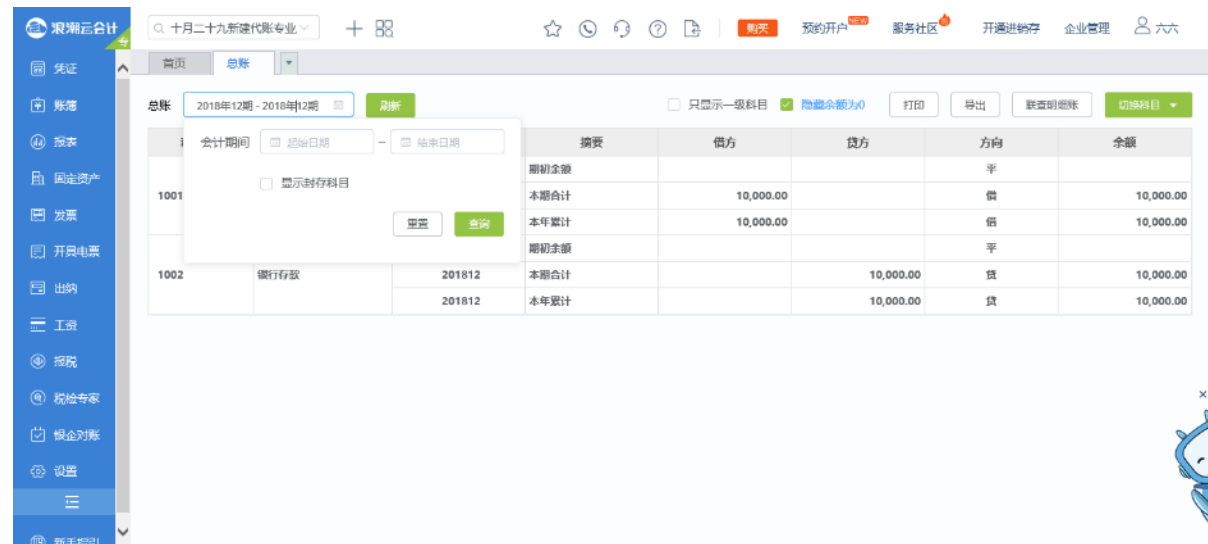 浪潮云会计
专
十月二十九新建代账专业
购买
预约开户
NEW
服务社区
开通进销存
企业管理
六六
凭证
账簿
报表
固定资产
发票
开具电票
出纳
工资
报税
税检专家
银企对账
设置
新手指引
首页
总账
总账
2018年12期 - 2018年12期
刷新
只显示一级科目
隐藏余额为0
打印
导出
联查明细账
切换科目
会计期间
起始日期
-
结束日期
显示封存科目
重置
查询
摘要 借方 贷方 方向 余额
期初余额 平
1001 本期合计 10,000.00 借 10,000.00
本年累计 10,000.00 借 10,000.00
期初余额 平
1002 银行存款 201812 本期合计 10,000.00 贷 10,000.00
201812 本年累计 10,000.00 贷 10,000.00